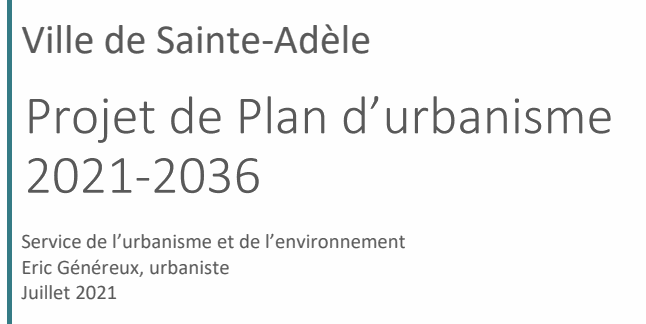 Ville de Sainte-Adèle
Projet de Plan d’urbanisme
2021-2036
Service de l’urbanisme et de l’environnement
Eric Généreux, urbaniste
Juillet 2021